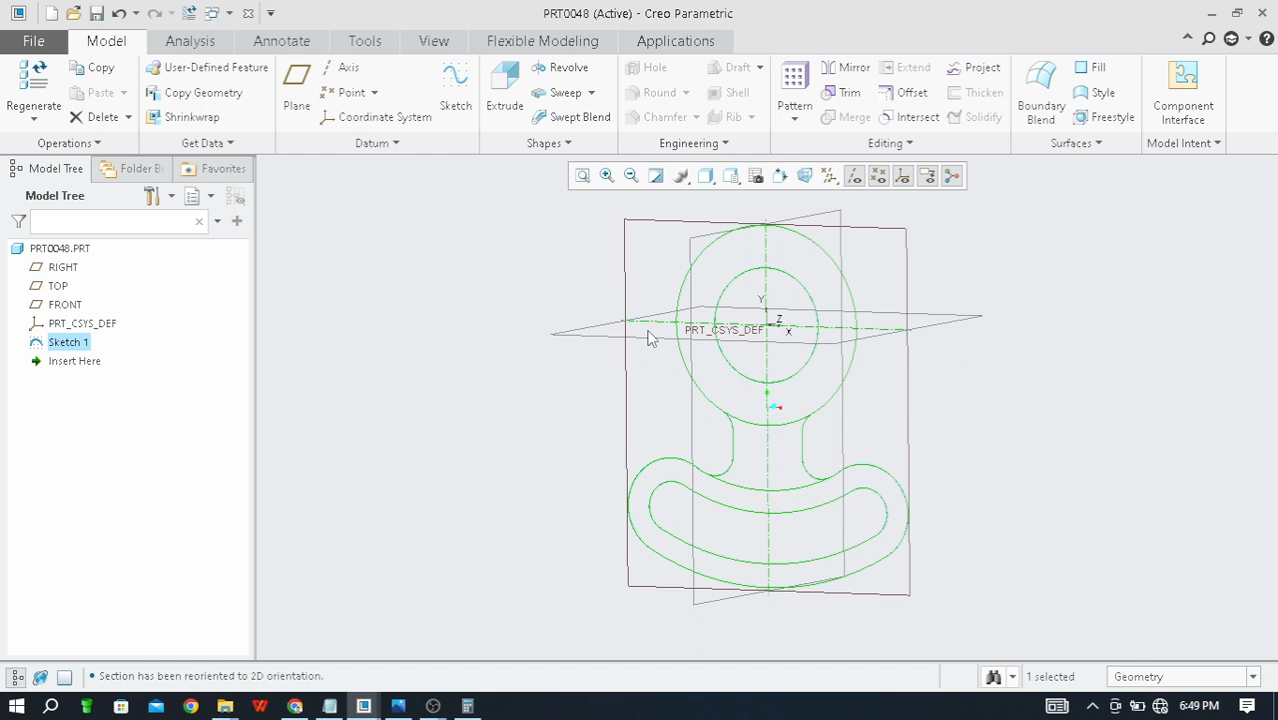 PRT0048 (Active) - Creo Parametric
File Model Analysis Annotate Tools View Flexible Modeling Applications
Regenerate
Copy
Paste
Delete
User-Defined Feature
Copy Geometry
Shrinkwrap
Plane
Axis
Point
Coordinate System
Sketch
Extrude
Revolve
Sweep
Swept Blend
Hole
Round
Chamfer
Draft
Shell
Rib
Pattern
Mirror
Trim
Merge
Extend
Offset
Intersect
Project
Thicken
Solidify
Boundary
Blend
Fill
Style
Freestyle
Component
Interface
Operations Get Data Datum Shapes Engineering Editing Surfaces Model Intent
Model Tree Folder B Favorites
Model Tree
PRT0048.PRT
RIGHT
TOP
FRONT
PRT_CSYS_DEF
Sketch 1
Insert Here
Y
Z
X
PRT_CSYS_DEF
• Section has been reoriented to 2D orientation.
1 selected
Geometry
6:49 PM